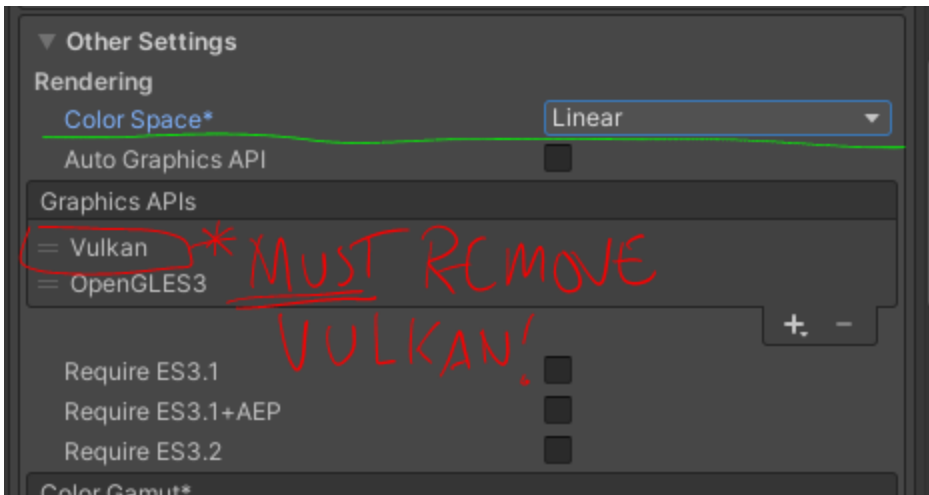 Other Settings
Rendering
Color Space* Linear
Auto Graphics API
Graphics APIs
Vulkan * MUST REMOVE
OpenGLES3
VULKAN!
Require ES3.1
Require ES3.1+AEP
Require ES3.2
Color Gamut*